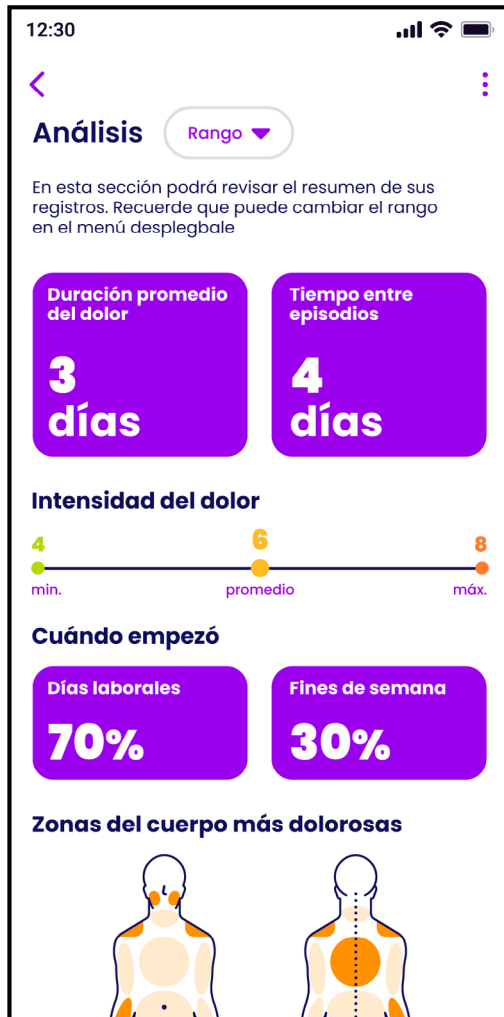 12:30
Análisis
Rango
En esta sección podrá revisar el resumen de sus
registros. Recuerde que puede cambiar el rango
en el menú desplegbale
Duración promedio
del dolor
3
días
Tiempo entre
episodios
4
días
Intensidad del dolor
4
6
8
min.
promedio
máx.
Cuándo empezó
Días laborales
70%
Fines de semana
30%
Zonas del cuerpo más dolorosas